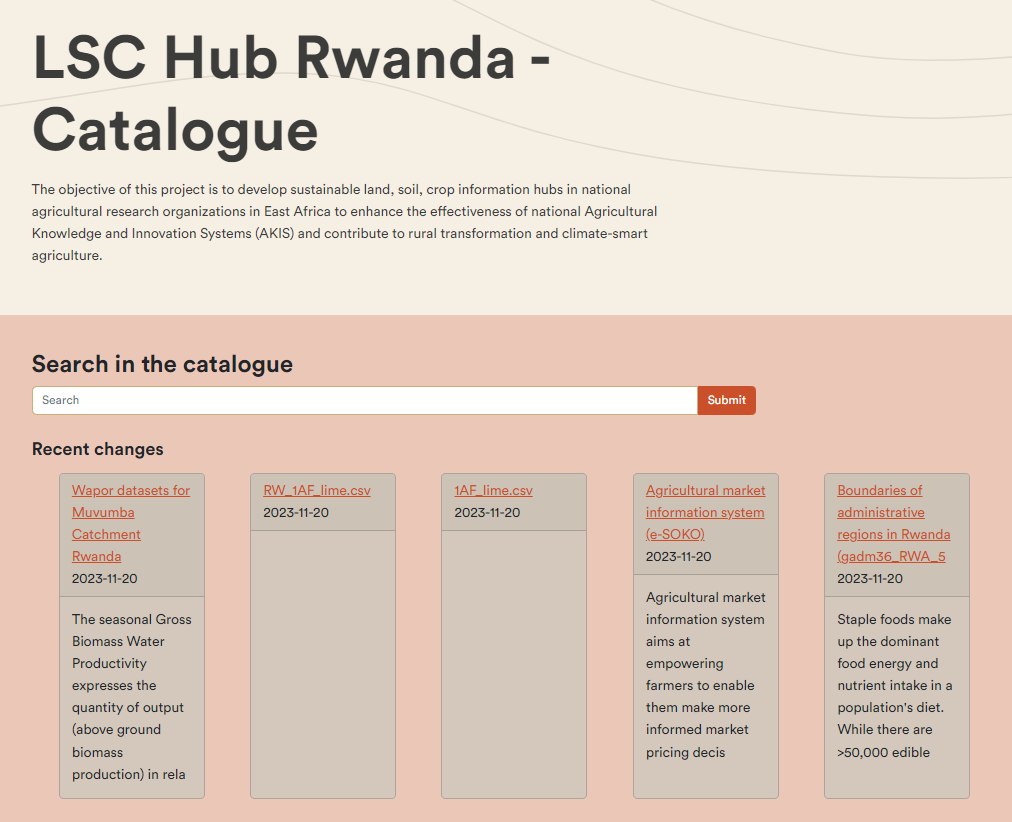 LSC Hub Rwanda -
Catalogue
The objective of this project is to develop sustainable land, soil, crop information hubs in national
agricultural research organizations in East Africa to enhance the effectiveness of national Agricultural
Knowledge and Innovation Systems (AKIS) and contribute to rural transformation and climate-smart
agriculture.
Search in the catalogue
Search
Submit
Recent changes
Wapor datasets for
Muvumba
Catchment
Rwanda
2023-11-20
The seasonal Gross
Biomass Water
Productivity
expresses the
quantity of output
(above ground
biomass
production) in rela
RW_1AF_lime.csv
2023-11-20
1AF_lime.csv
2023-11-20
Agricultural market
information system
(e-SOKO)
2023-11-20
Agricultural market
information system
aims at
empowering
farmers to enable
them make more
informed market
pricing decis
Boundaries of
administrative
regions in Rwanda
(gadm36_RWA_5
2023-11-20
Staple foods make
up the dominant
food energy and
nutrient intake in a
population's diet.
While there are
>50,000 edible